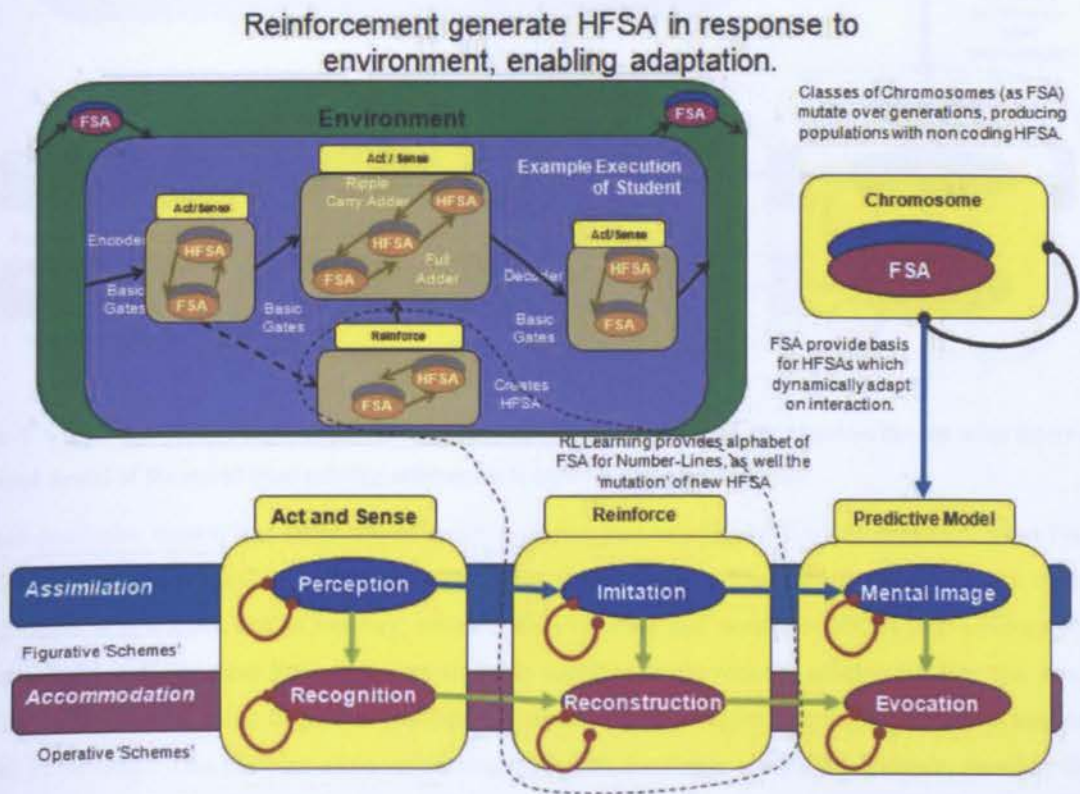 Reinforcement generate HFSA in response to
environment, enabling adaptation.
Classes of Chromosomes (as FSA)
mutate over generations, producing
populations with non coding HFSA.
FSA
Environment
FSA
Act / Sense
Example Execution
of Student
Ripple
Carry Adder
HFSA
HFSA
FSA
Full
Adder
Act/Sense
Encoder
HFSA
FSA
Basic
Gates
Basic
Gates
Act/Sense
Decoder
HFSA
FSA
Basic
Gates
Reinforce
HFSA
FSA
Creates
HFSA
Chromosome
FSA
FSA provide basis
for HFSAs which
dynamically adapt
on interaction.
RL Learning provides alphabet of
FSA for Number-Lines, as well the
'mutation' of new HFSA
Act and Sense
Reinforce
Predictive Model
Assimilation
Perception
Imitation
Mental Image
Figurative 'Schemes'
Accommodation
Recognition
Reconstruction
Evocation
Operative 'Schemes'